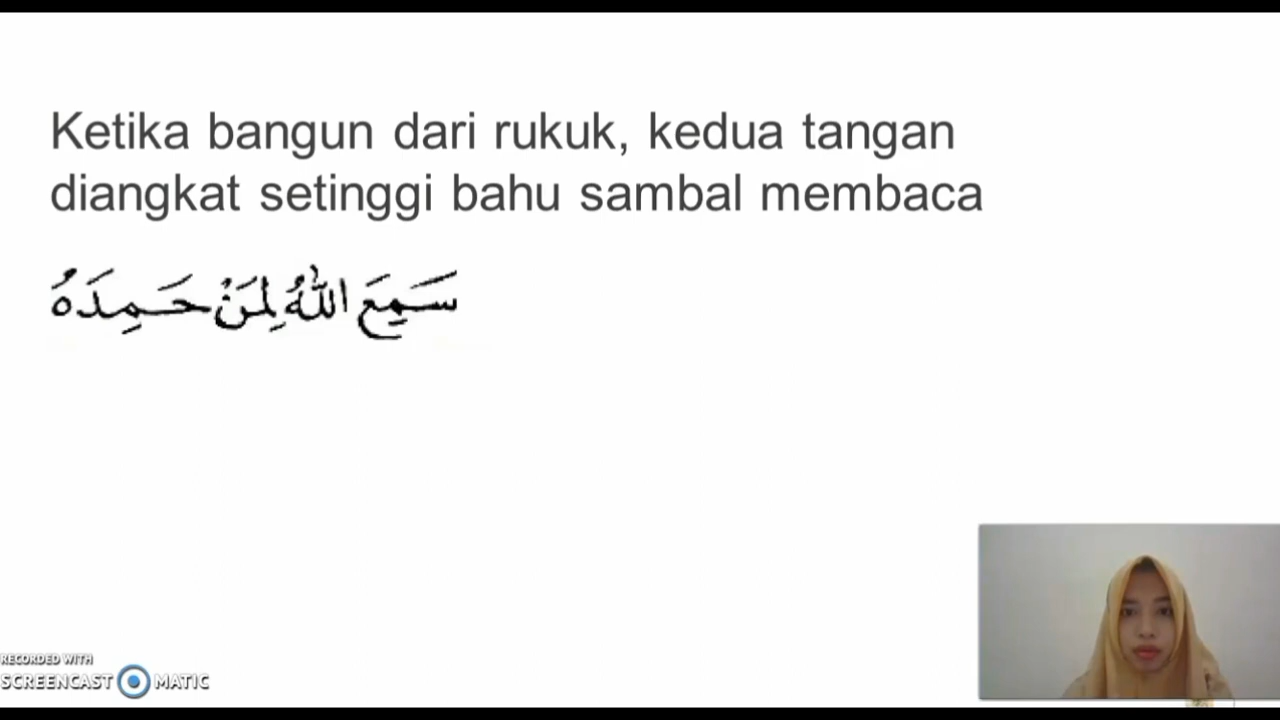 Ketika bangun dari rukuk, kedua tangan
diangkat setinggi bahu sambal membaca
سَمِعَ اللّٰهُ لِمَنْ حَمِدَهُ
RECORDED WITH
SCREENCAST MATIC